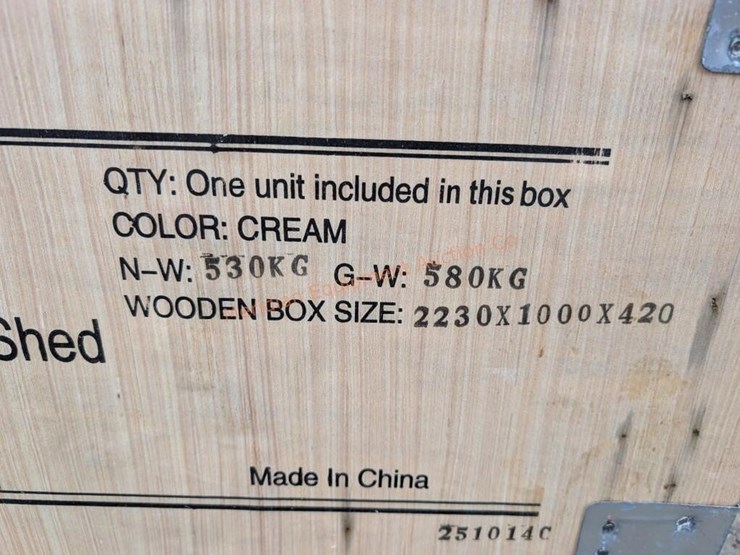 QTY: One unit included in this box
COLOR: CREAM
N-W: 530KG G-W: 580KG
WOODEN BOX SIZE: 2230X1000X420
Shed
Made In China
251014C